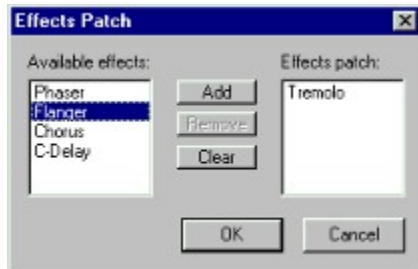 Effects Patch
Available effects:
Effects patch:
Phaser
Flanger
Chorus
C-Delay
Add
Remove
Clear
Tremolo
OK
Cancel